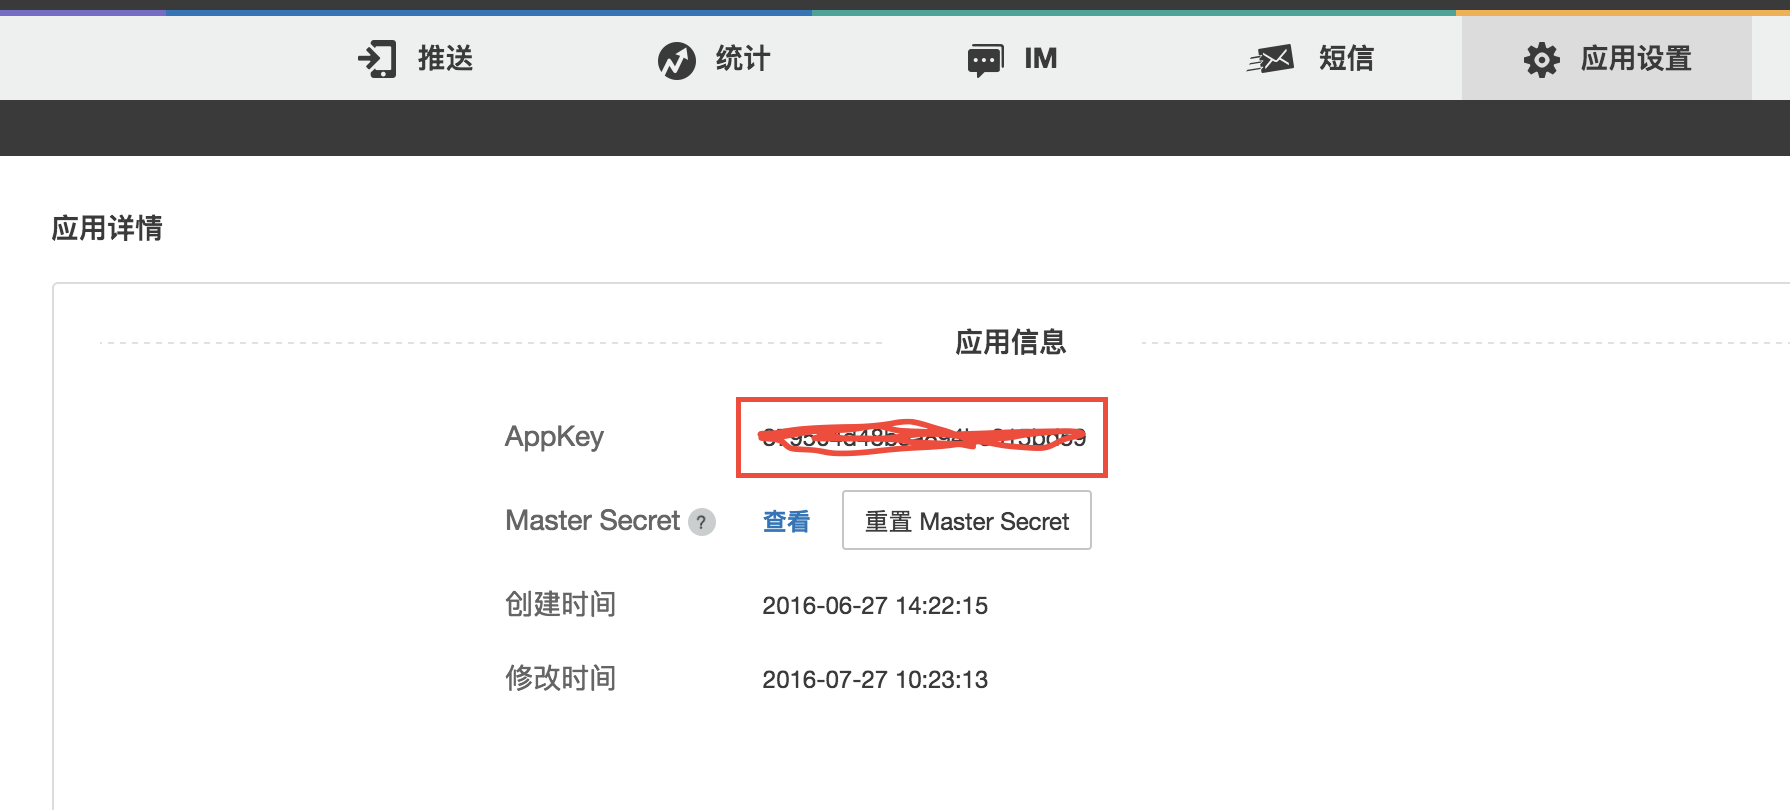 推送
统计
IM
短信
应用设置
应用详情
应用信息
AppKey
Master Secret ? 查看 重置 Master Secret
创建时间 2016-06-27 14:22:15
修改时间 2016-07-27 10:23:13